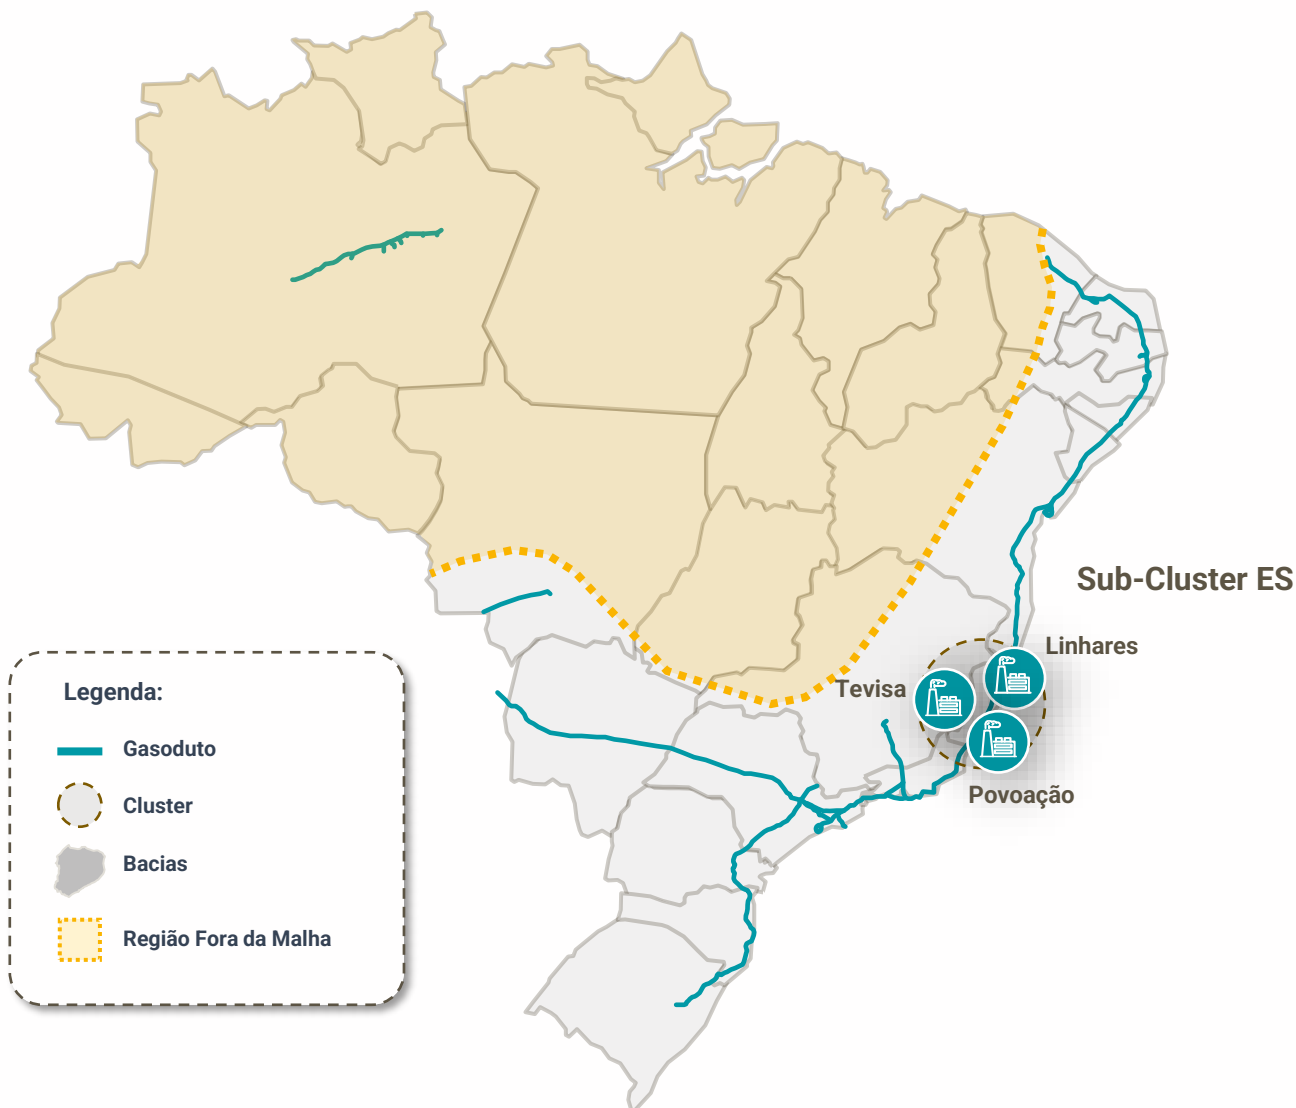 Sub-Cluster ES
Linhares
Tevisa
Povoação
Legenda:
Gasoduto
Cluster
Bacias
Região Fora da Malha